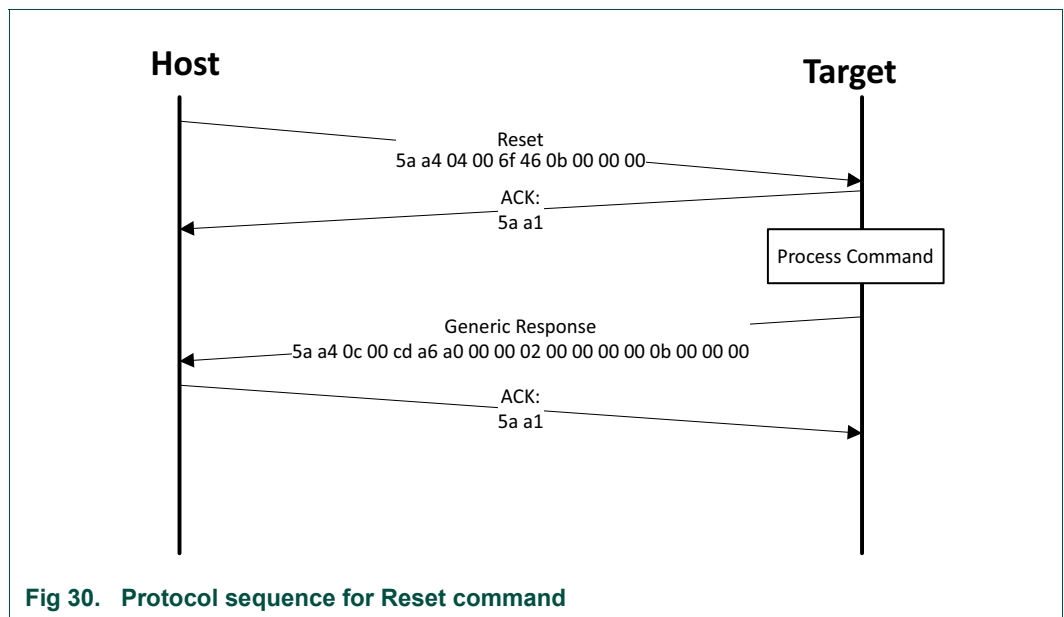 Host
Target
Reset
5a a4 04 00 6f 46 0b 00 00 00
ACK:
5a a1
Process Command
Generic Response
5a a4 0c 00 cd a6 a0 00 00 02 00 00 00 00 0b 00 00 00
ACK:
5a a1
Fig 30. Protocol sequence for Reset command